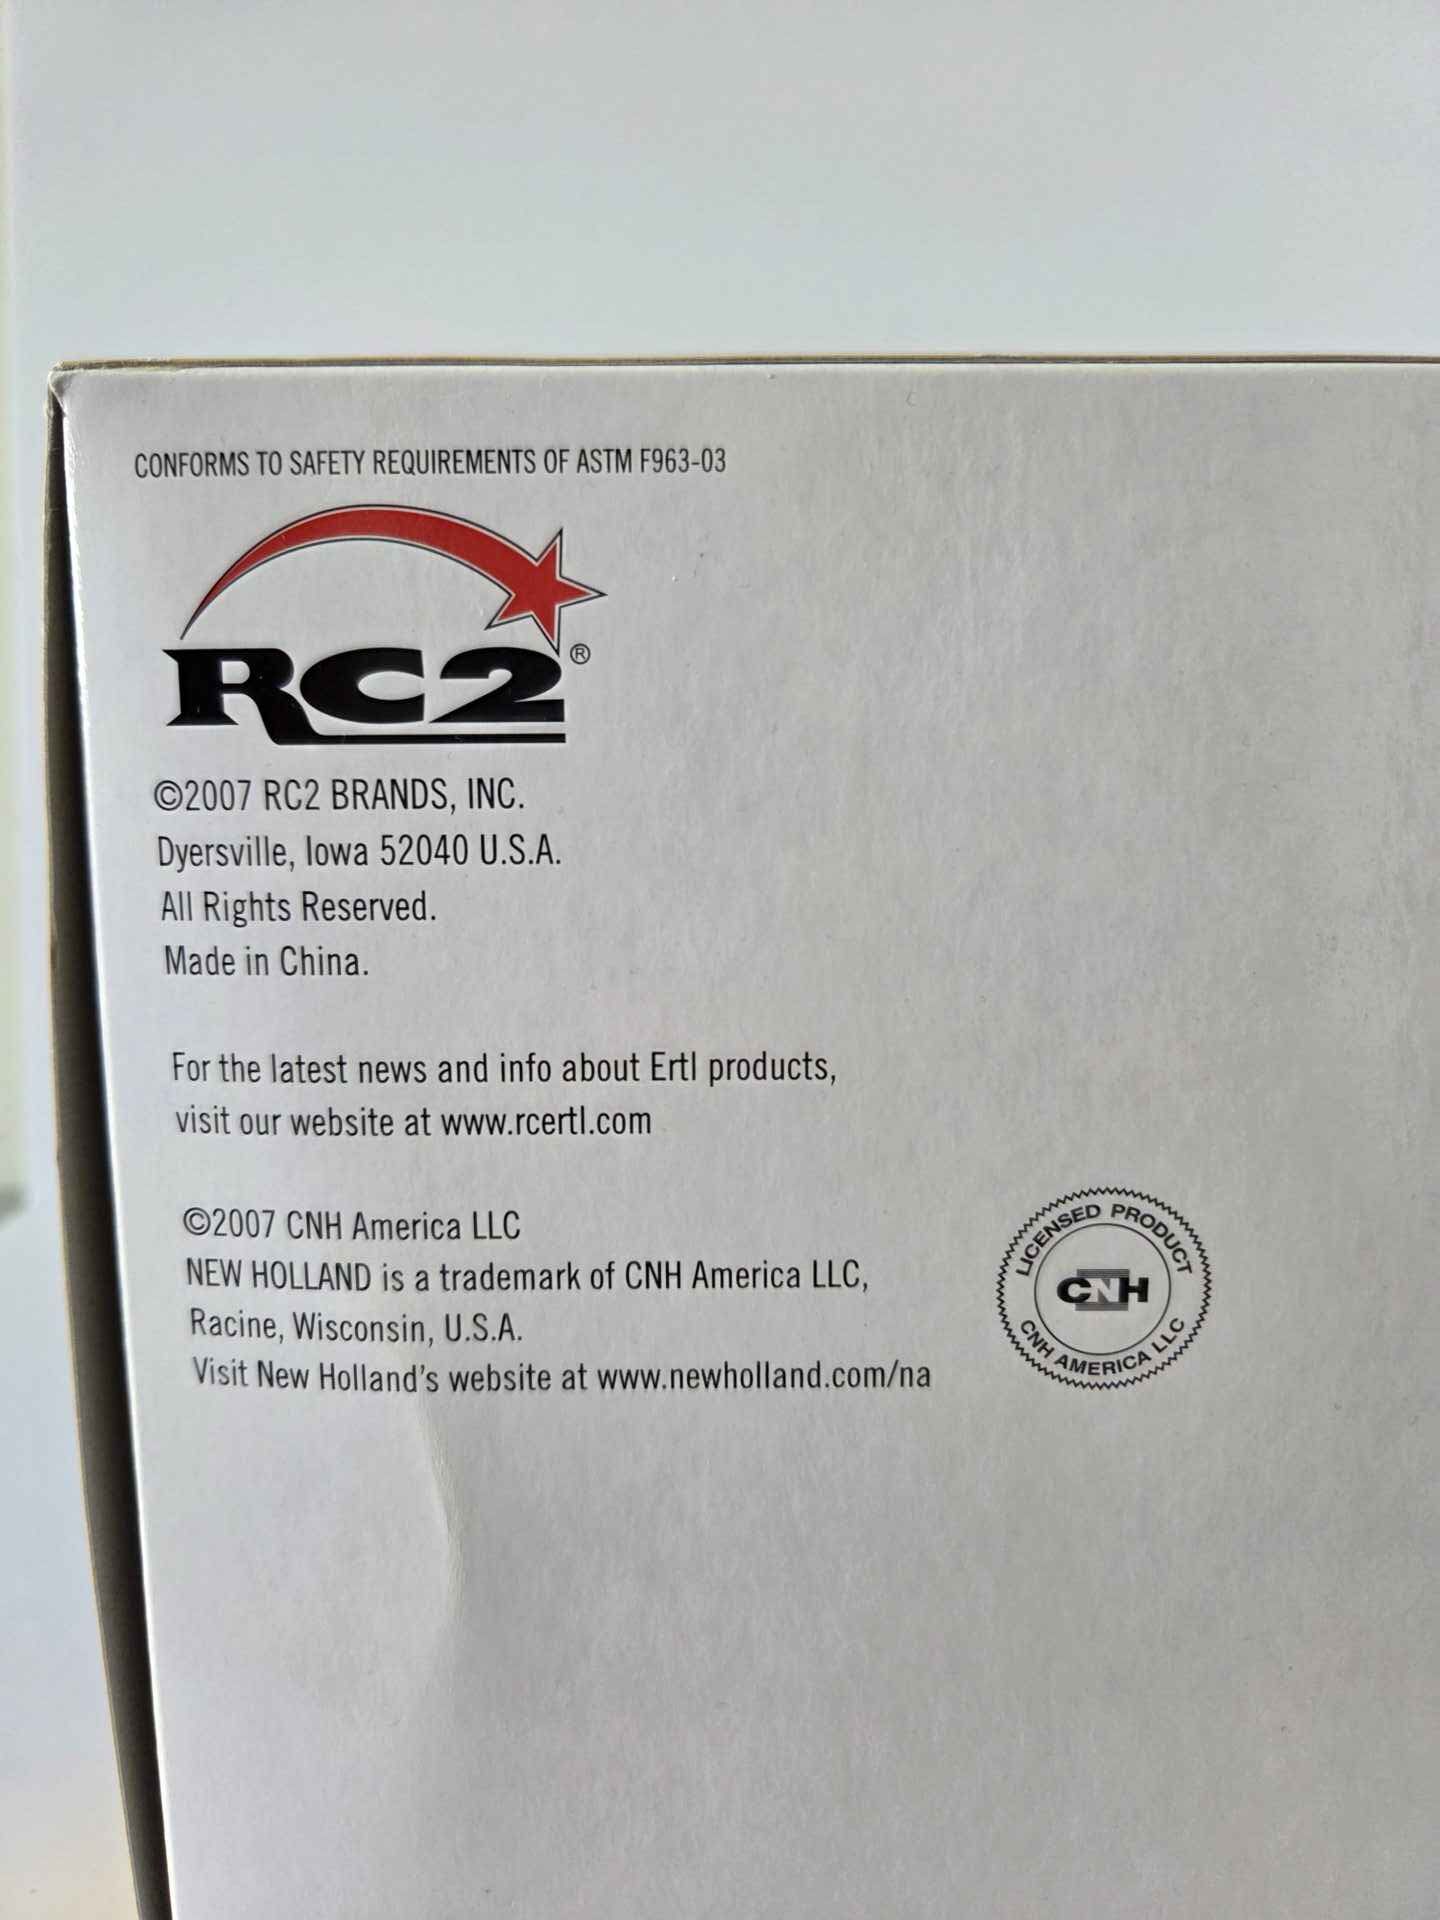 CONFORMS TO SAFETY REQUIREMENTS OF ASTM F963-03
RC2®
©2007 RC2 BRANDS, INC.
Dyersville, Iowa 52040 U.S.A.
All Rights Reserved.
Made in China.
For the latest news and info about Ertl products,
visit our website at www.rcertl.com
©2007 CNH America LLC
NEW HOLLAND is a trademark of CNH America LLC,
Racine, Wisconsin, U.S.A.
Visit New Holland's website at www.newholland.com/na
LICENSED PRODUCT
CNH
CNH AMERICA LLC